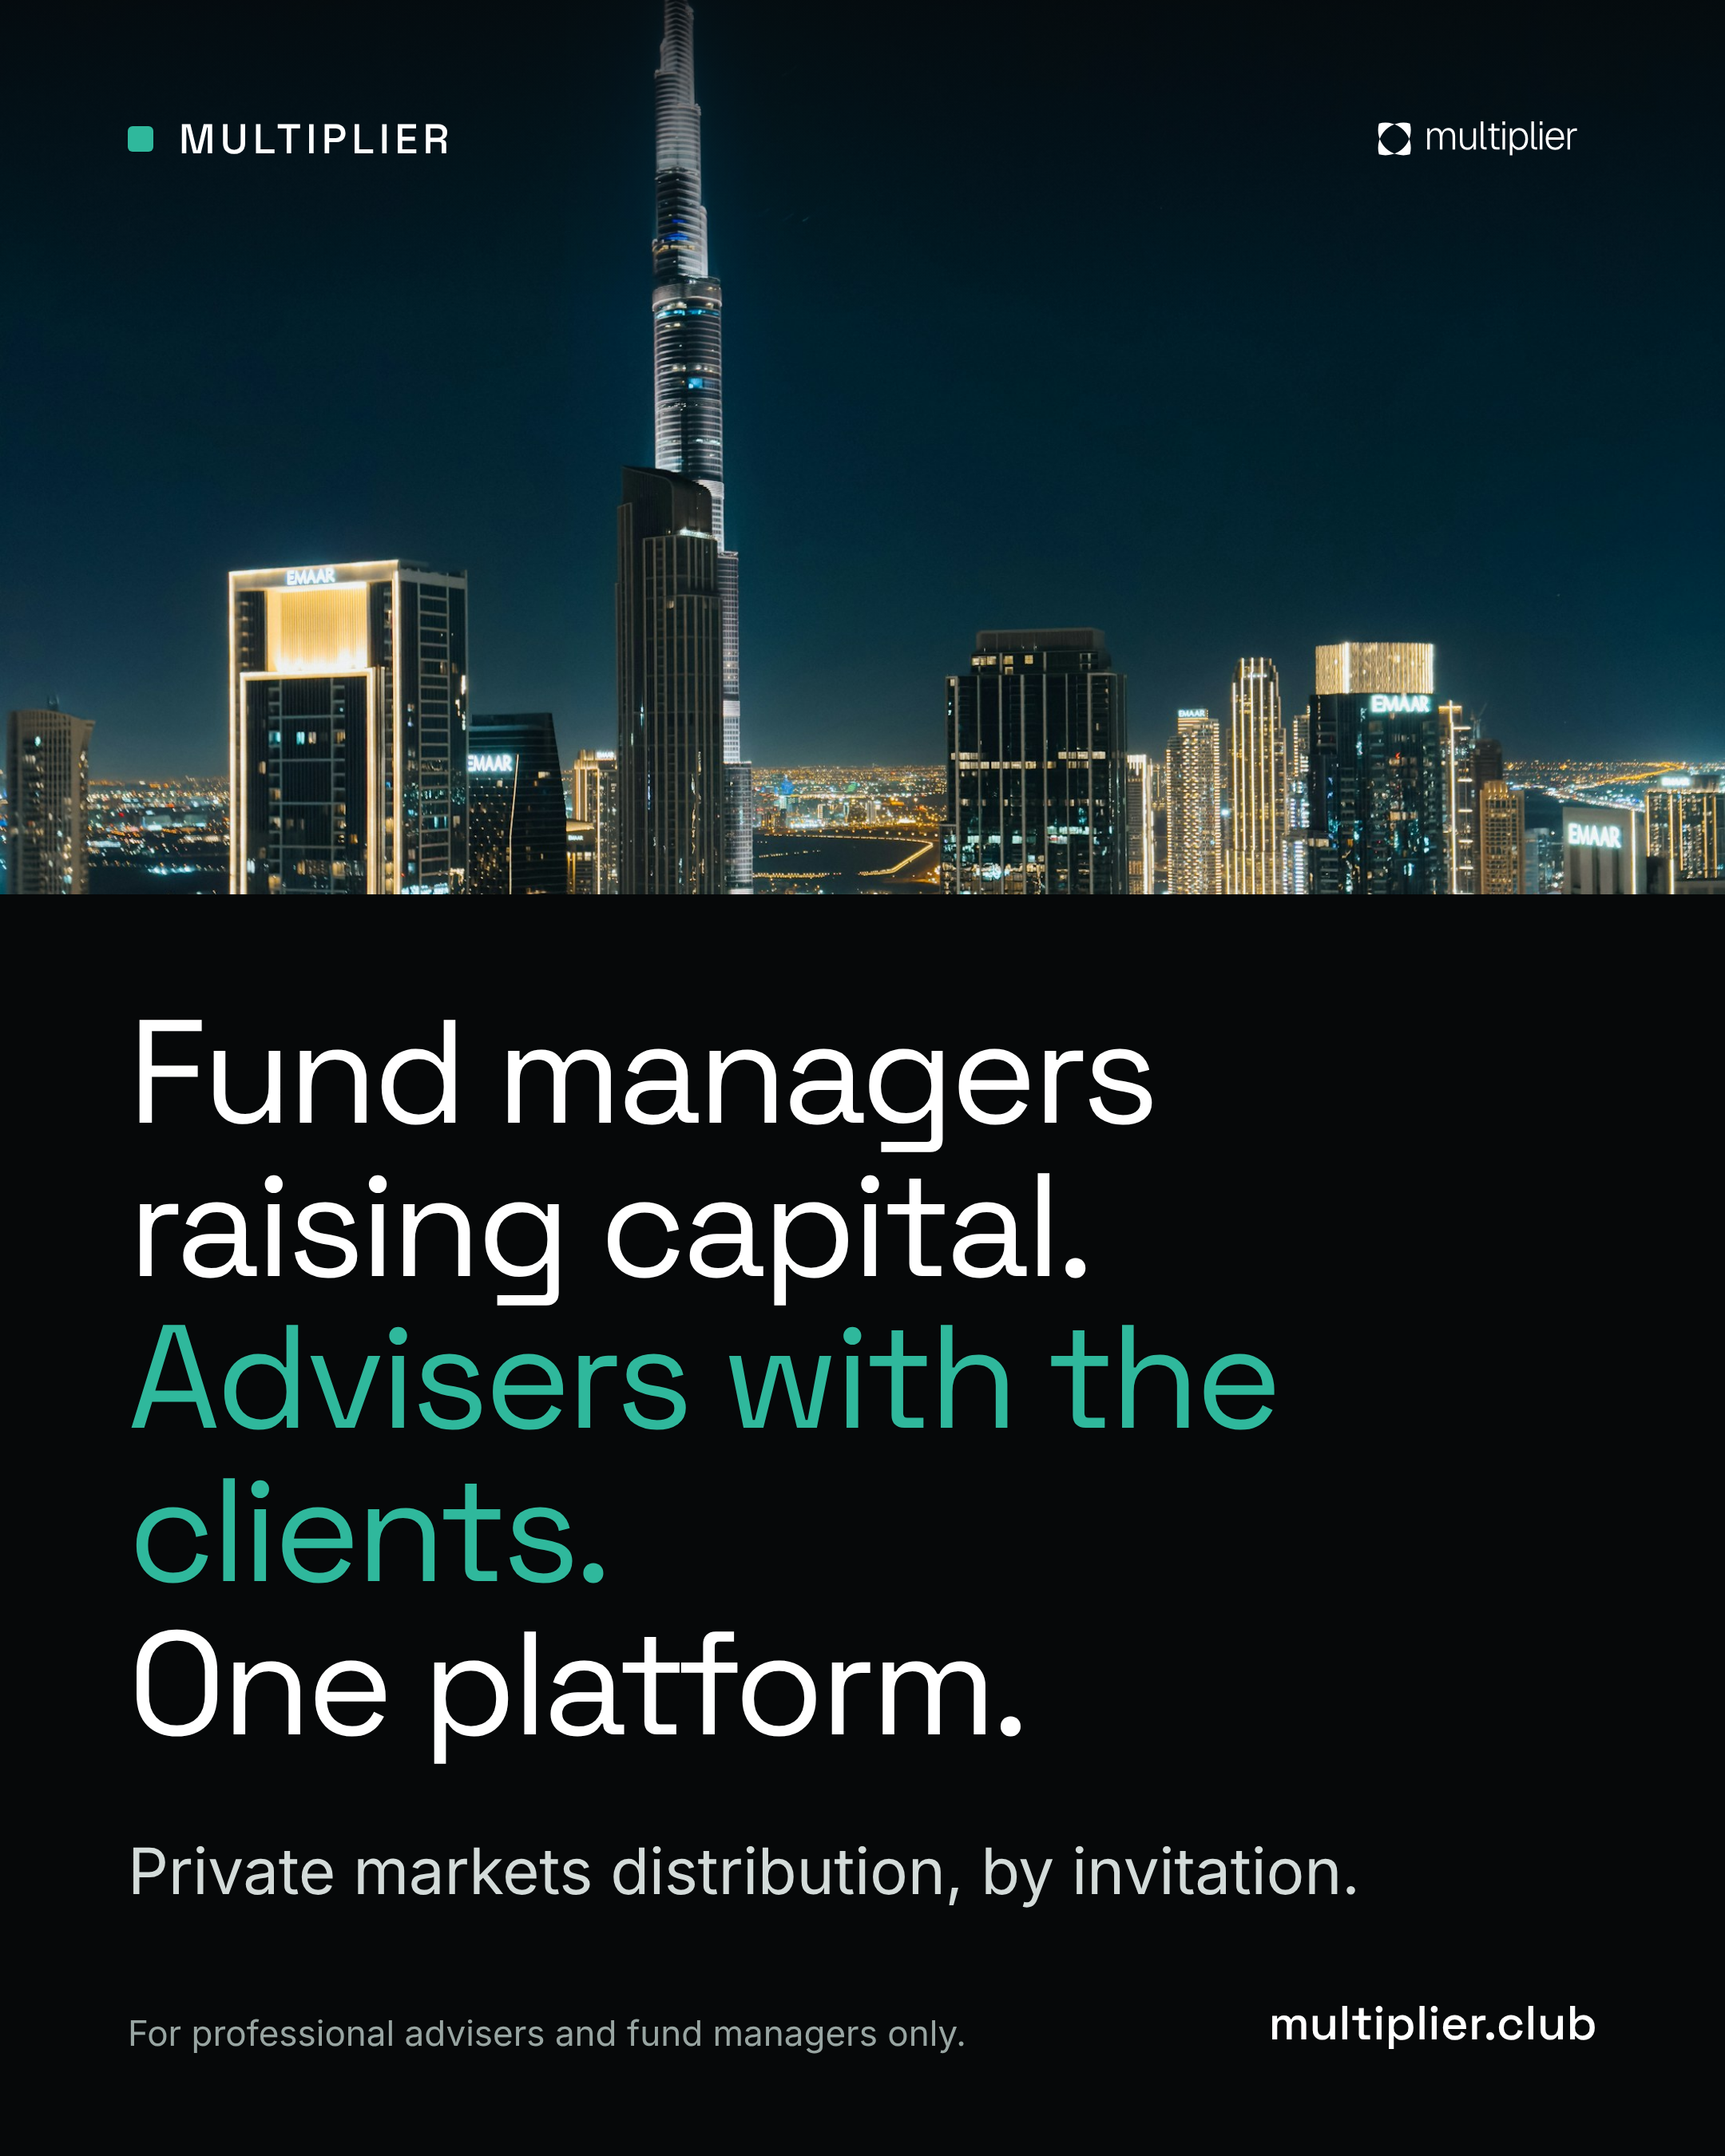 MULTIPLIER
multiplier
EMAAR
EMAAR
EMAAR
EMAAR
EMAAR
Fund managers
raising capital.
Advisers with the
clients.
One platform.
Private markets distribution, by invitation.
For professional advisers and fund managers only.
multiplier.club